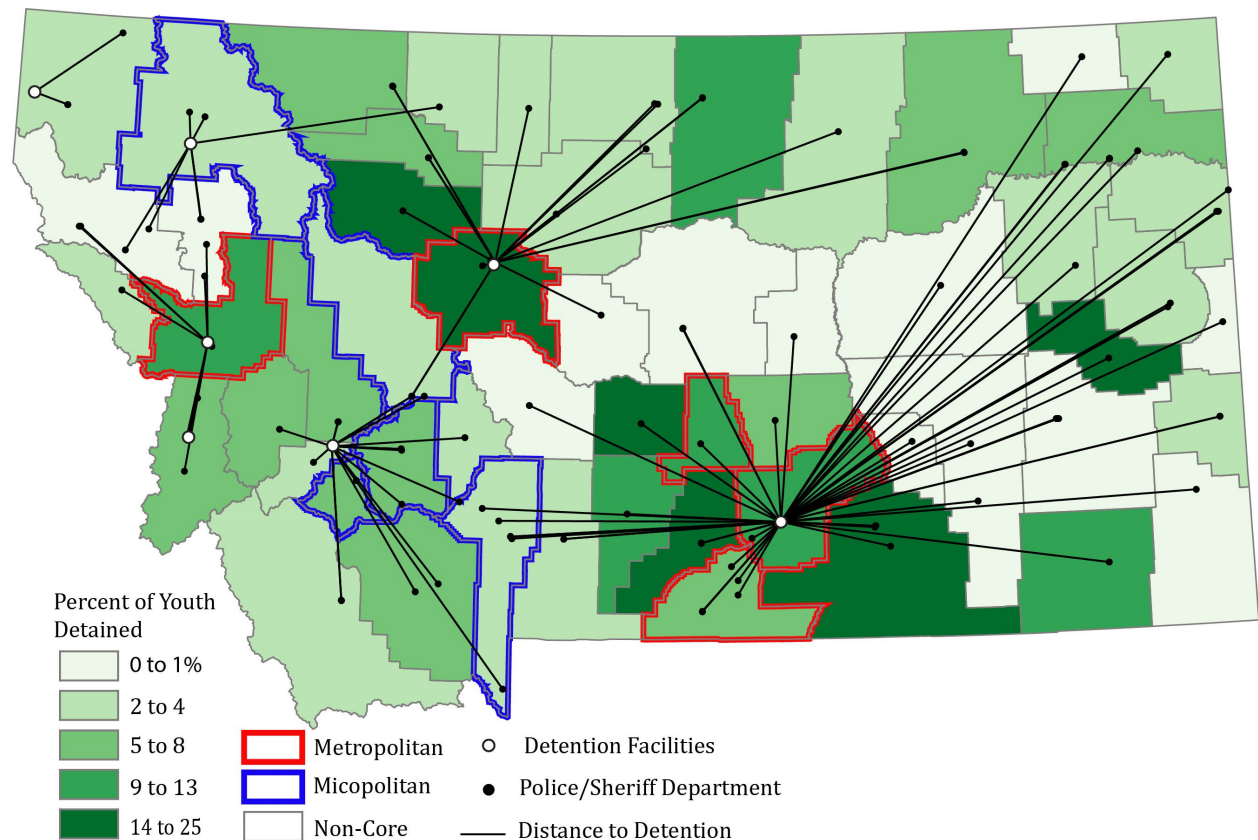 Percent of Youth
Detained
0 to 1%
2 to 4
5 to 8
9 to 13
14 to 25
Metropolitan
Micopolitan
Non-Core
Detention Facilities
Police/Sheriff Department
Distance to Detention